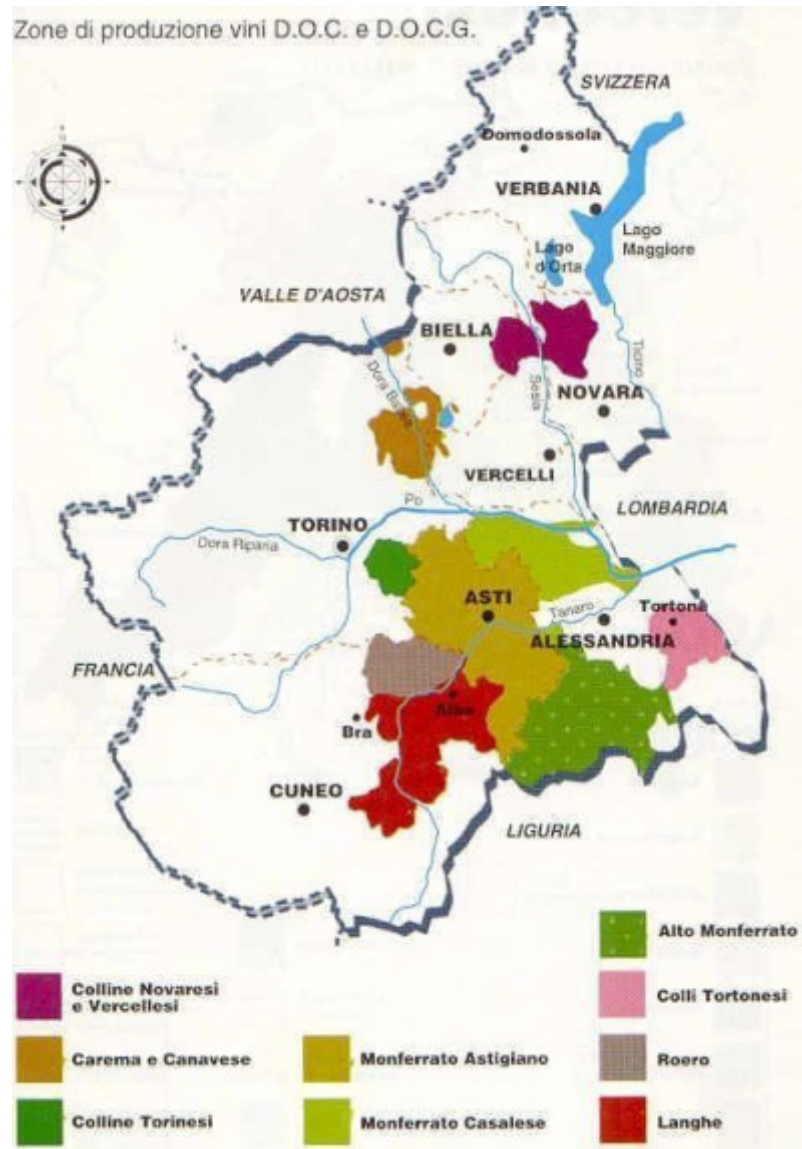 Zone di produzione vini D.O.C. e D.O.C.G.
SVIZZERA
Domodossola
VERBANIA
Lago
Maggiore
Lago
d'Orta
VALLE D'AOSTA
BIELLA
Ticino
Dora Baltea
Sesia
NOVARA
VERCELLI
LOMBARDIA
Po
TORINO
Dora Riparia
ASTI
Tanaro
Tortona
ALESSANDRIA
FRANCIA
Alba
Bra
CUNEO
LIGURIA
Alto Monferrato
Colline Novaresi
e Vercellesi
Colli Tortonesi
Carema e Canavese
Monferrato Astigiano
Roero
Colline Torinesi
Monferrato Casalese
Langhe